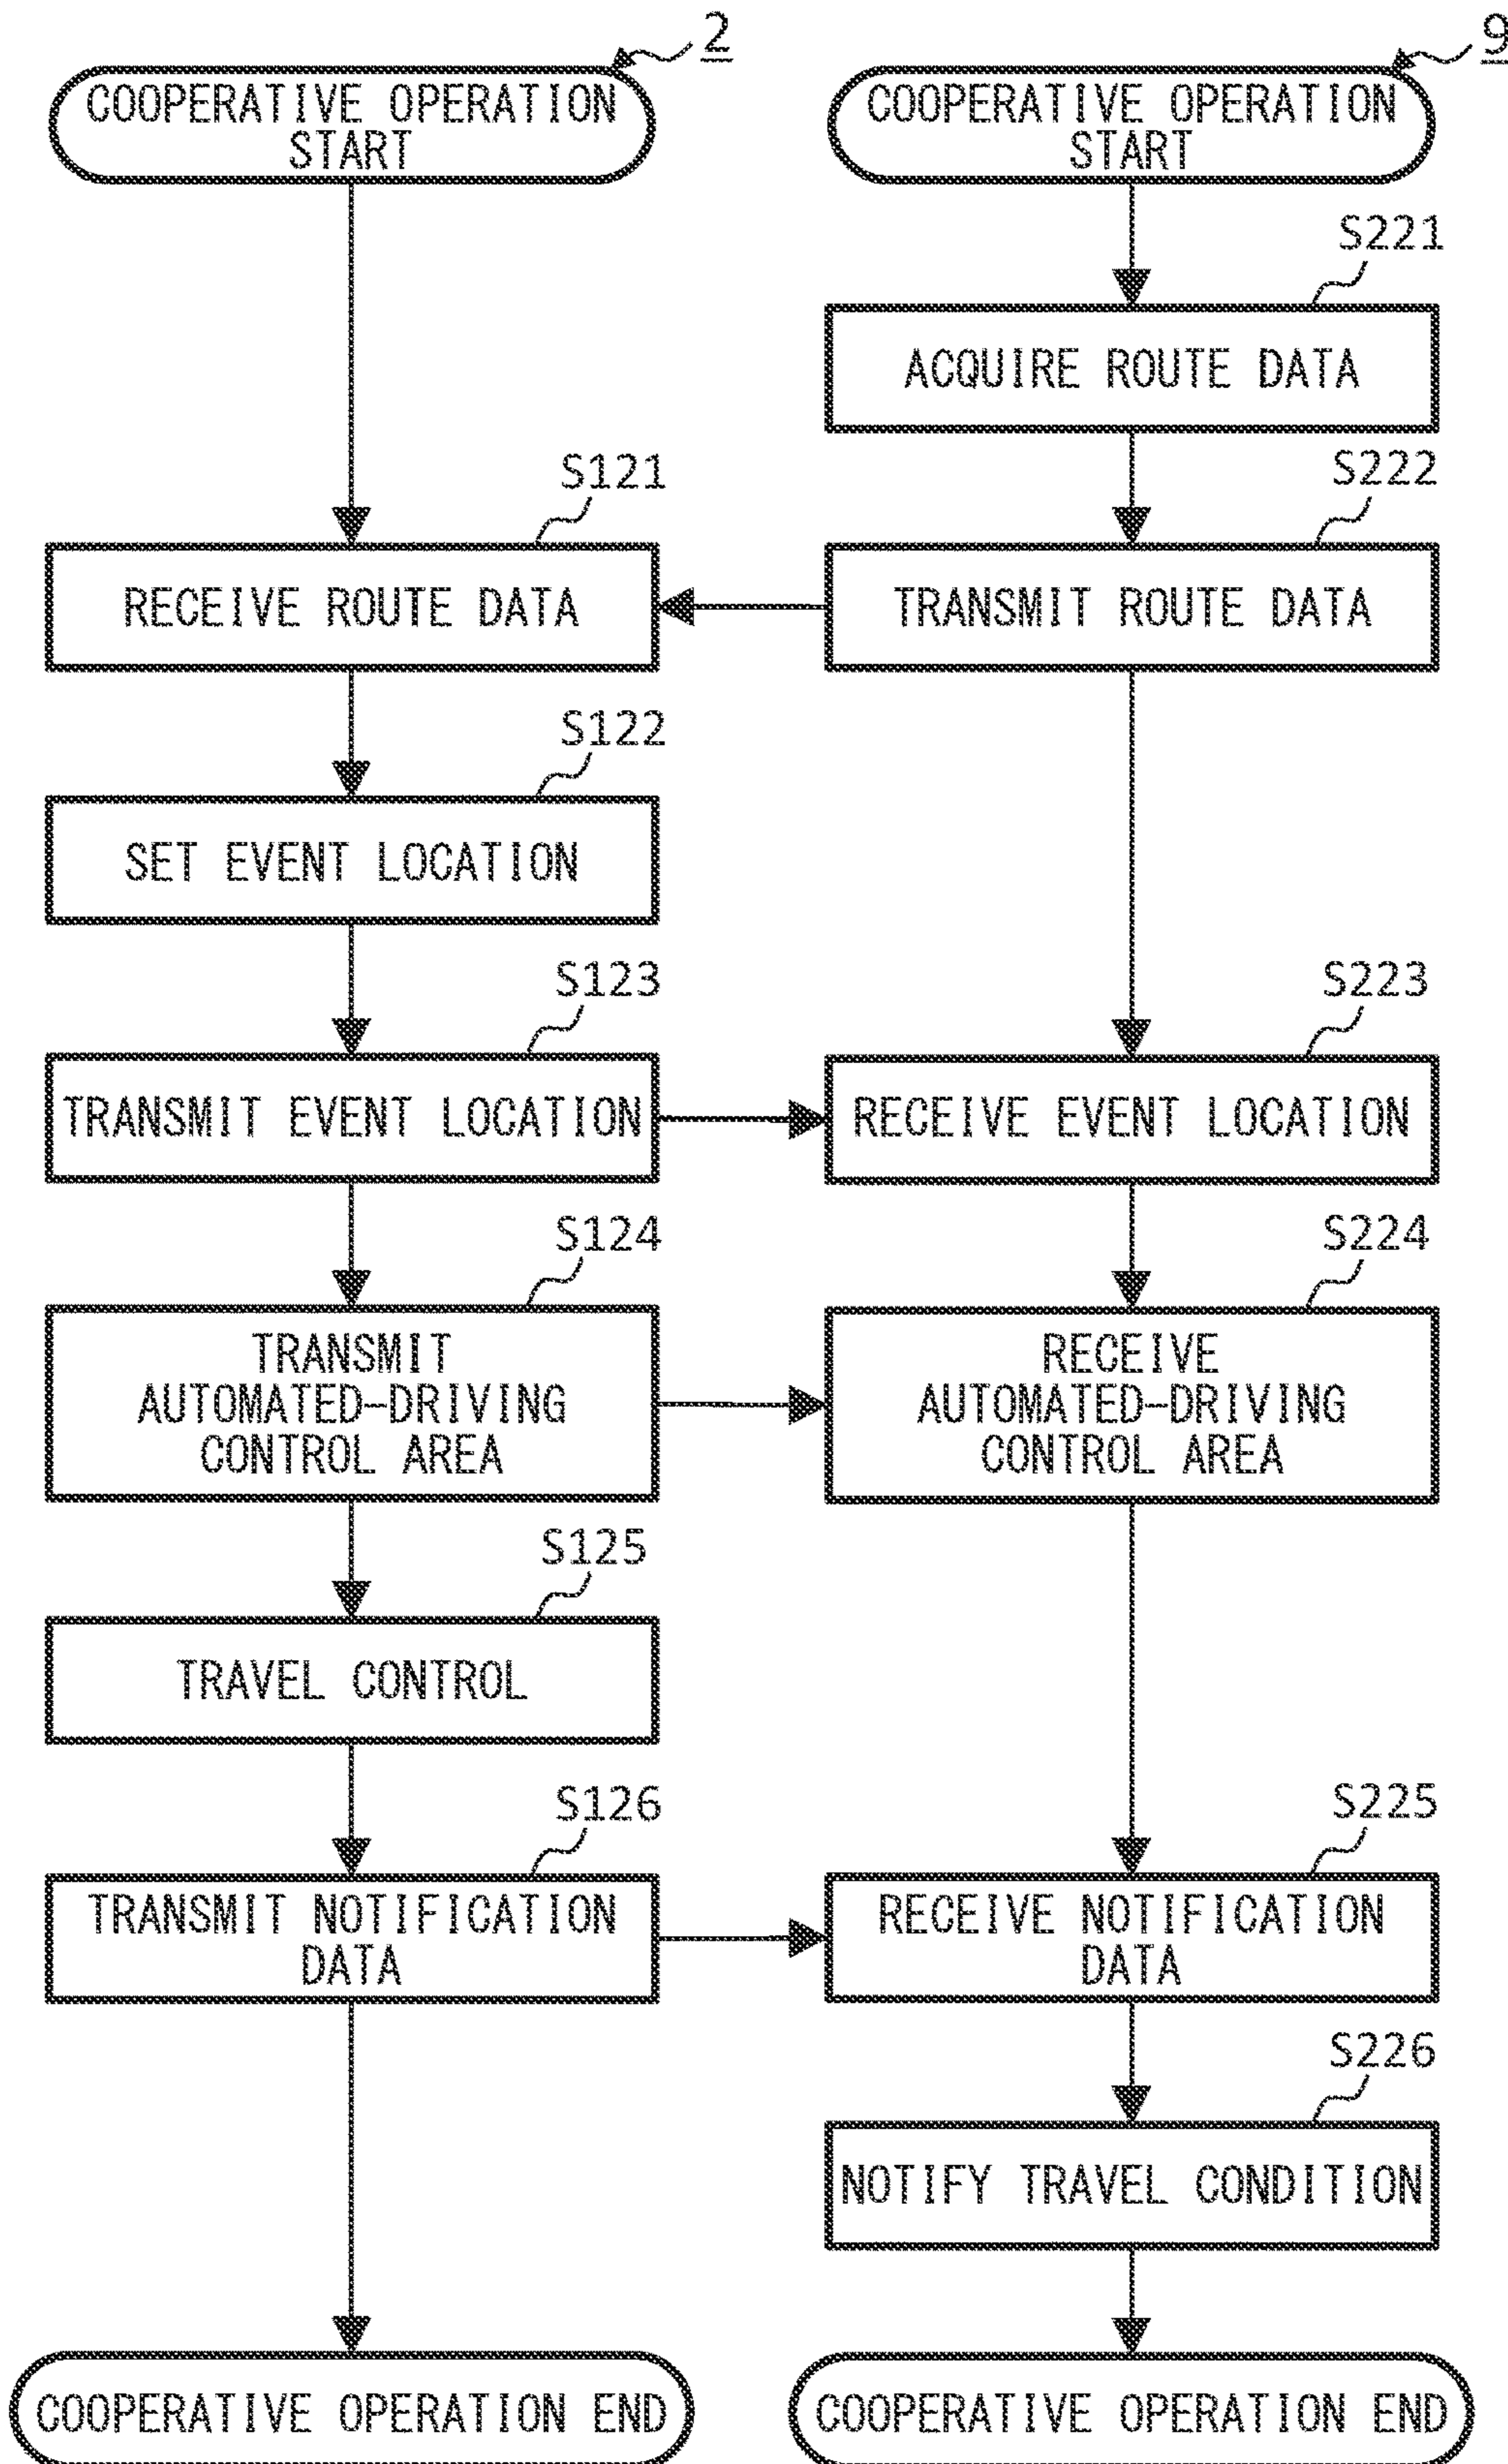 2
COOPERATIVE OPERATION
START
9
COOPERATIVE OPERATION
START
S221
ACQUIRE ROUTE DATA
S121
RECEIVE ROUTE DATA
S222
TRANSMIT ROUTE DATA
S122
SET EVENT LOCATION
S123
TRANSMIT EVENT LOCATION
S223
RECEIVE EVENT LOCATION
S124
TRANSMIT
AUTOMATED-DRIVING
CONTROL AREA
S224
RECEIVE
AUTOMATED-DRIVING
CONTROL AREA
S125
TRAVEL CONTROL
S126
TRANSMIT NOTIFICATION
DATA
S225
RECEIVE NOTIFICATION
DATA
S226
NOTIFY TRAVEL CONDITION
COOPERATIVE OPERATION END
COOPERATIVE OPERATION END